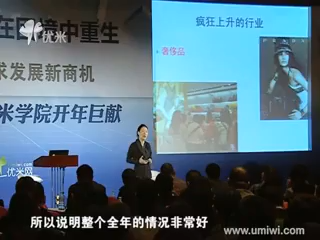 优米
在困境中重生
求发展新商机
米学院开年巨献
优米网
疯狂上升的行业
奢侈品
PRADA
所以说明整个全年的情况非常好
www.umiwi.com